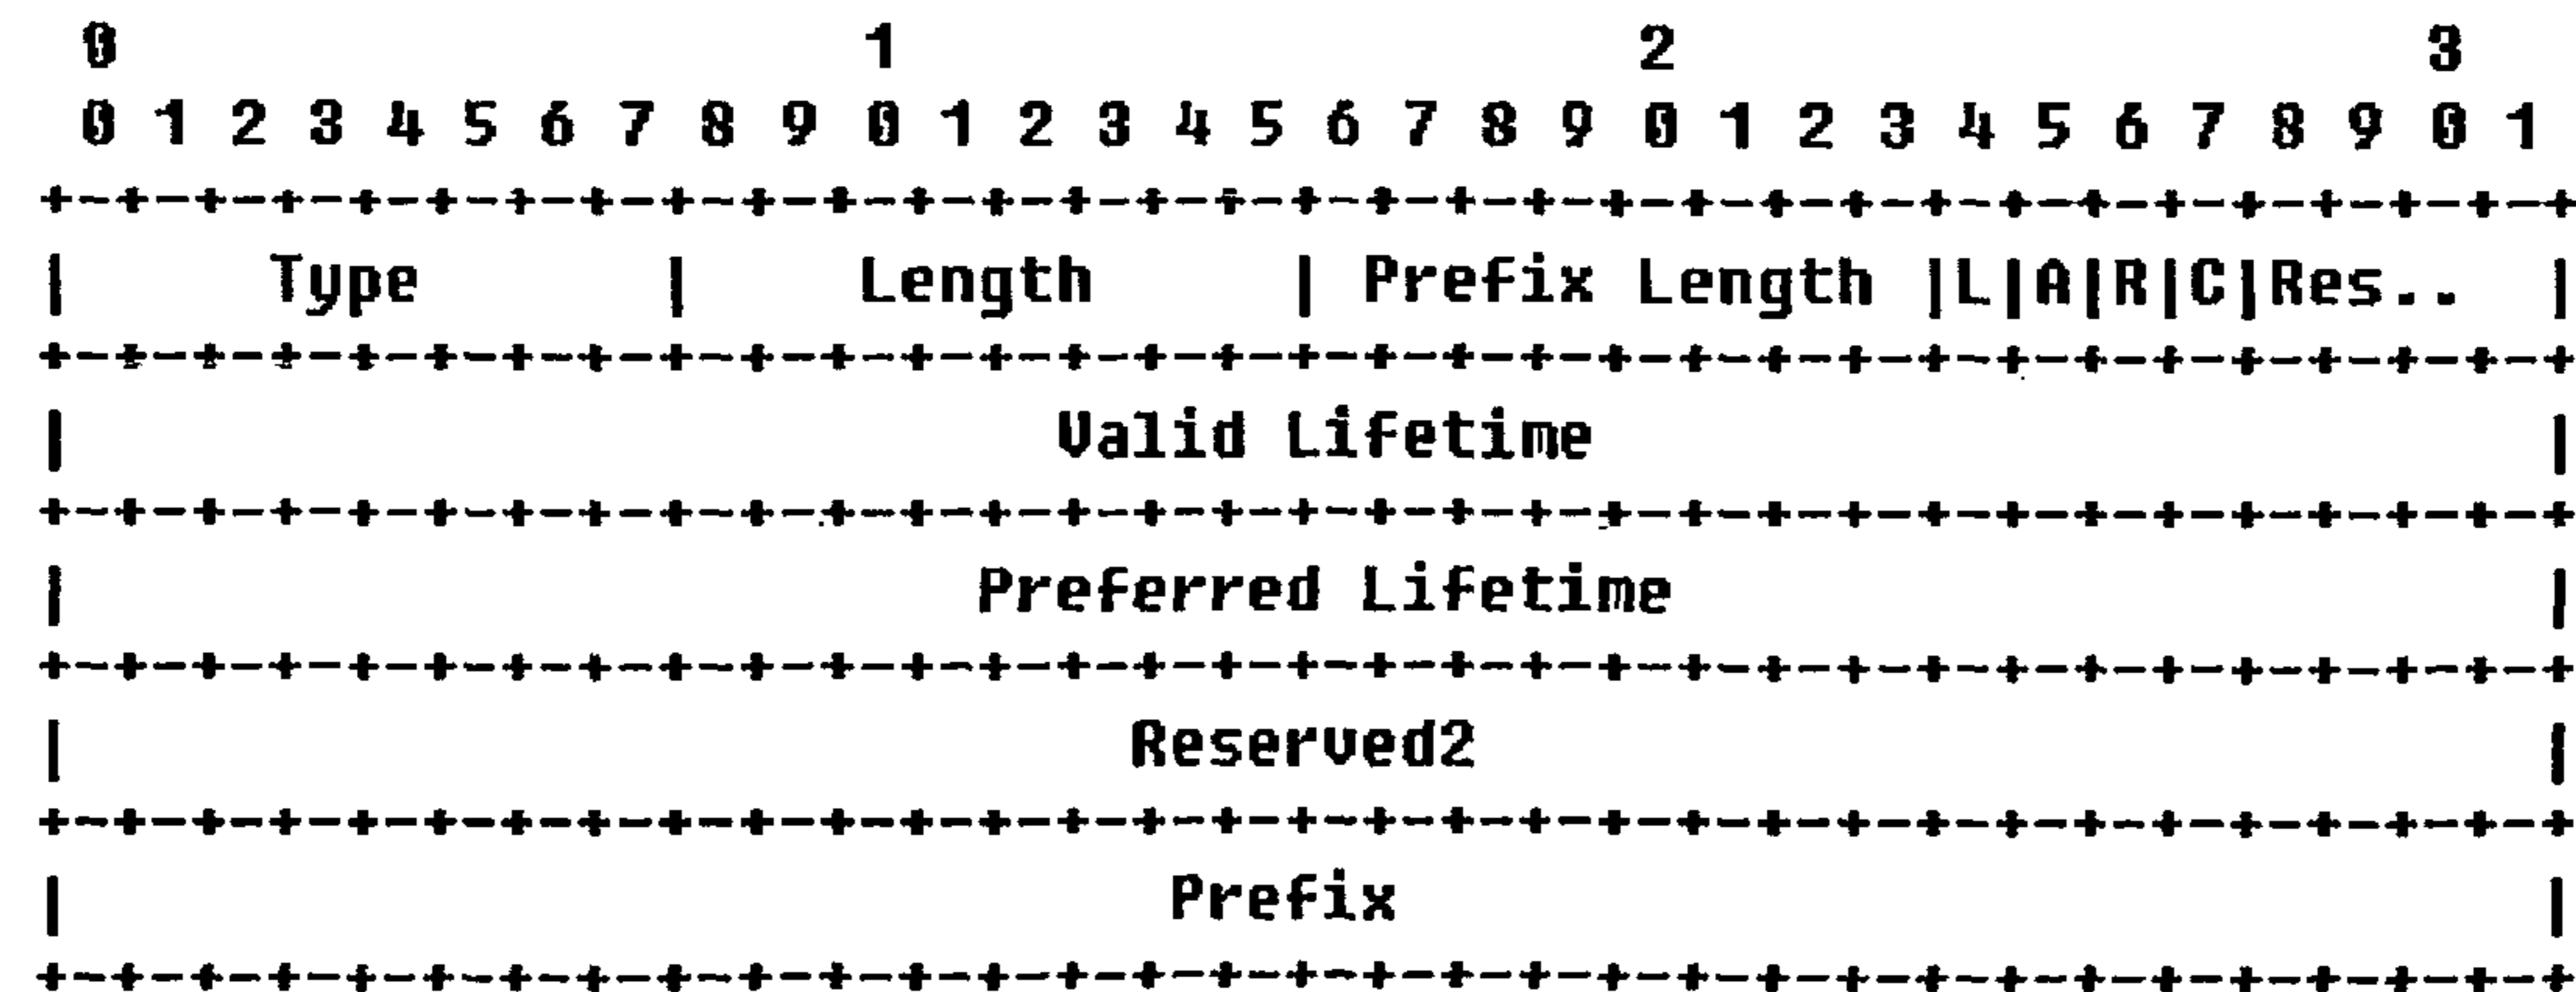 0                   1                   2                   3
 0 1 2 3 4 5 6 7 8 9 0 1 2 3 4 5 6 7 8 9 0 1 2 3 4 5 6 7 8 9 0 1
+-+-+-+-+-+-+-+-+-+-+-+-+-+-+-+-+-+-+-+-+-+-+-+-+-+-+-+-+-+-+-+-+
|     Type      |    Length     | Prefix Length |L|A|R|C|Res..  |
+-+-+-+-+-+-+-+-+-+-+-+-+-+-+-+-+-+-+-+-+-+-+-+-+-+-+-+-+-+-+-+-+
|                         Valid Lifetime                        |
+-+-+-+-+-+-+-+-+-+-+-+-+-+-+-+-+-+-+-+-+-+-+-+-+-+-+-+-+-+-+-+-+
|                       Preferred Lifetime                      |
+-+-+-+-+-+-+-+-+-+-+-+-+-+-+-+-+-+-+-+-+-+-+-+-+-+-+-+-+-+-+-+-+
|                           Reserved2                           |
+-+-+-+-+-+-+-+-+-+-+-+-+-+-+-+-+-+-+-+-+-+-+-+-+-+-+-+-+-+-+-+-+
|                            Prefix                             |
+-+-+-+-+-+-+-+-+-+-+-+-+-+-+-+-+-+-+-+-+-+-+-+-+-+-+-+-+-+-+-+-+